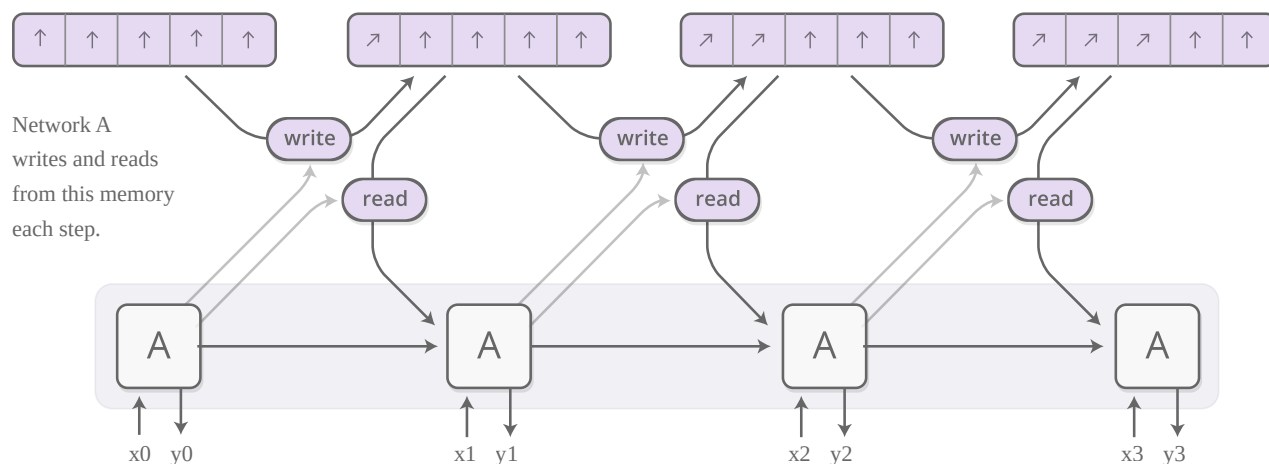 Network A
writes and reads
from this memory
each step.
write
write
write
read
read
read
A
A
A
A
x0 y0
x1 y1
x2 y2
x3 y3